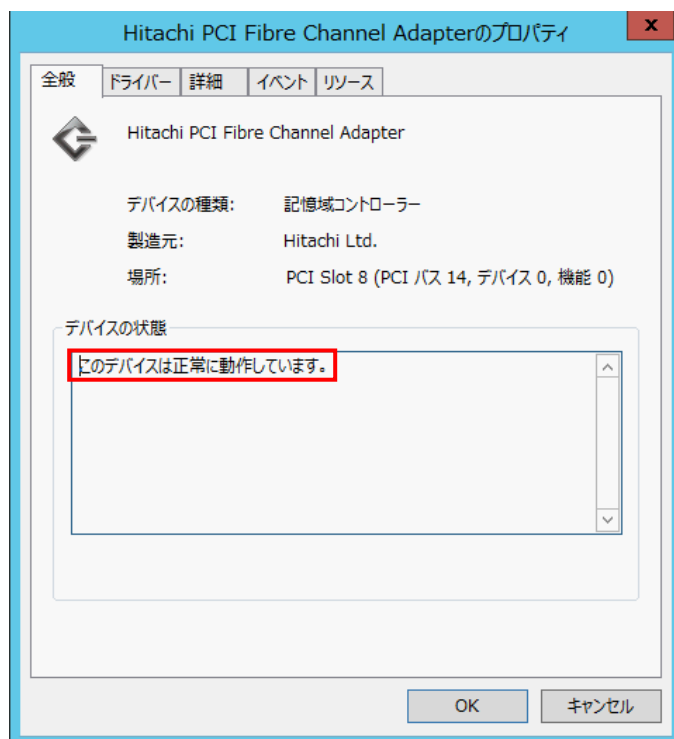 Hitachi PCI Fibre Channel Adapterのプロパティ
x
全般 ドライバー 詳細 イベント リソース
Hitachi PCI Fibre Channel Adapter
デバイスの種類: 記憶域コントローラー
製造元: Hitachi Ltd.
場所: PCI Slot 8 (PCI バス 14, デバイス 0, 機能 0)
デバイスの状態
このデバイスは正常に動作しています。
OK キャンセル